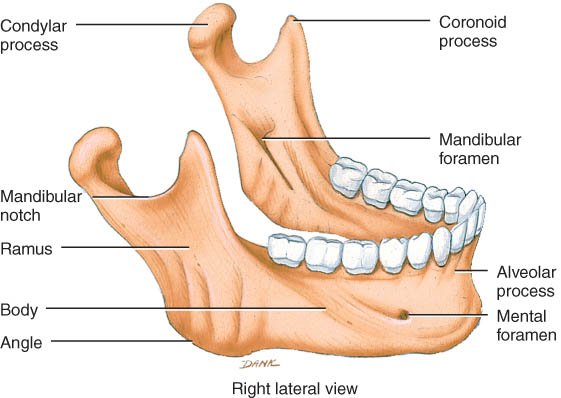 Condylar
process
Coronoid
process
Mandibular
foramen
Mandibular
notch
Ramus
Alveolar
process
Body
Mental
foramen
Angle
DANK
Right lateral view